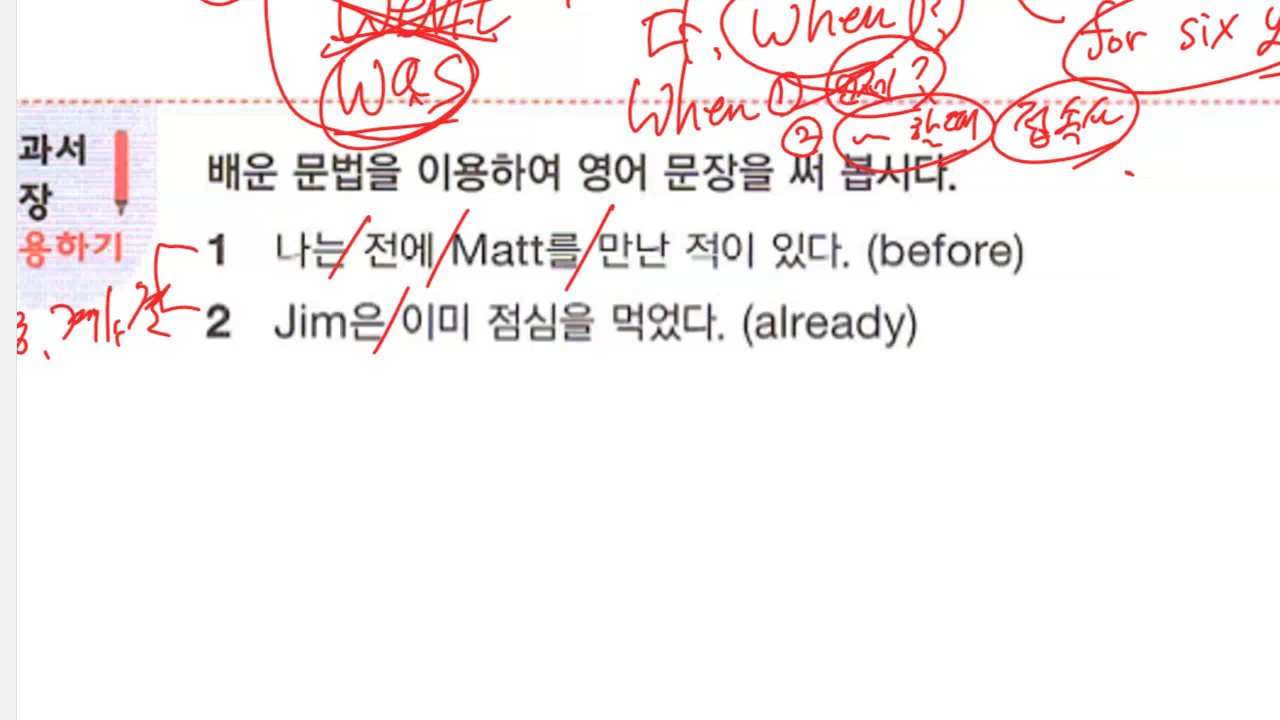 went
was
다. when?
When ① 언제?
② ~ 할 때 접속사
for six
과서
장
용하기
배운 문법을 이용하여 영어 문장을 써 봅시다.
1 나는 전에 Matt를 만난 적이 있다. (before)
2 Jim은 이미 점심을 먹었다. (already)